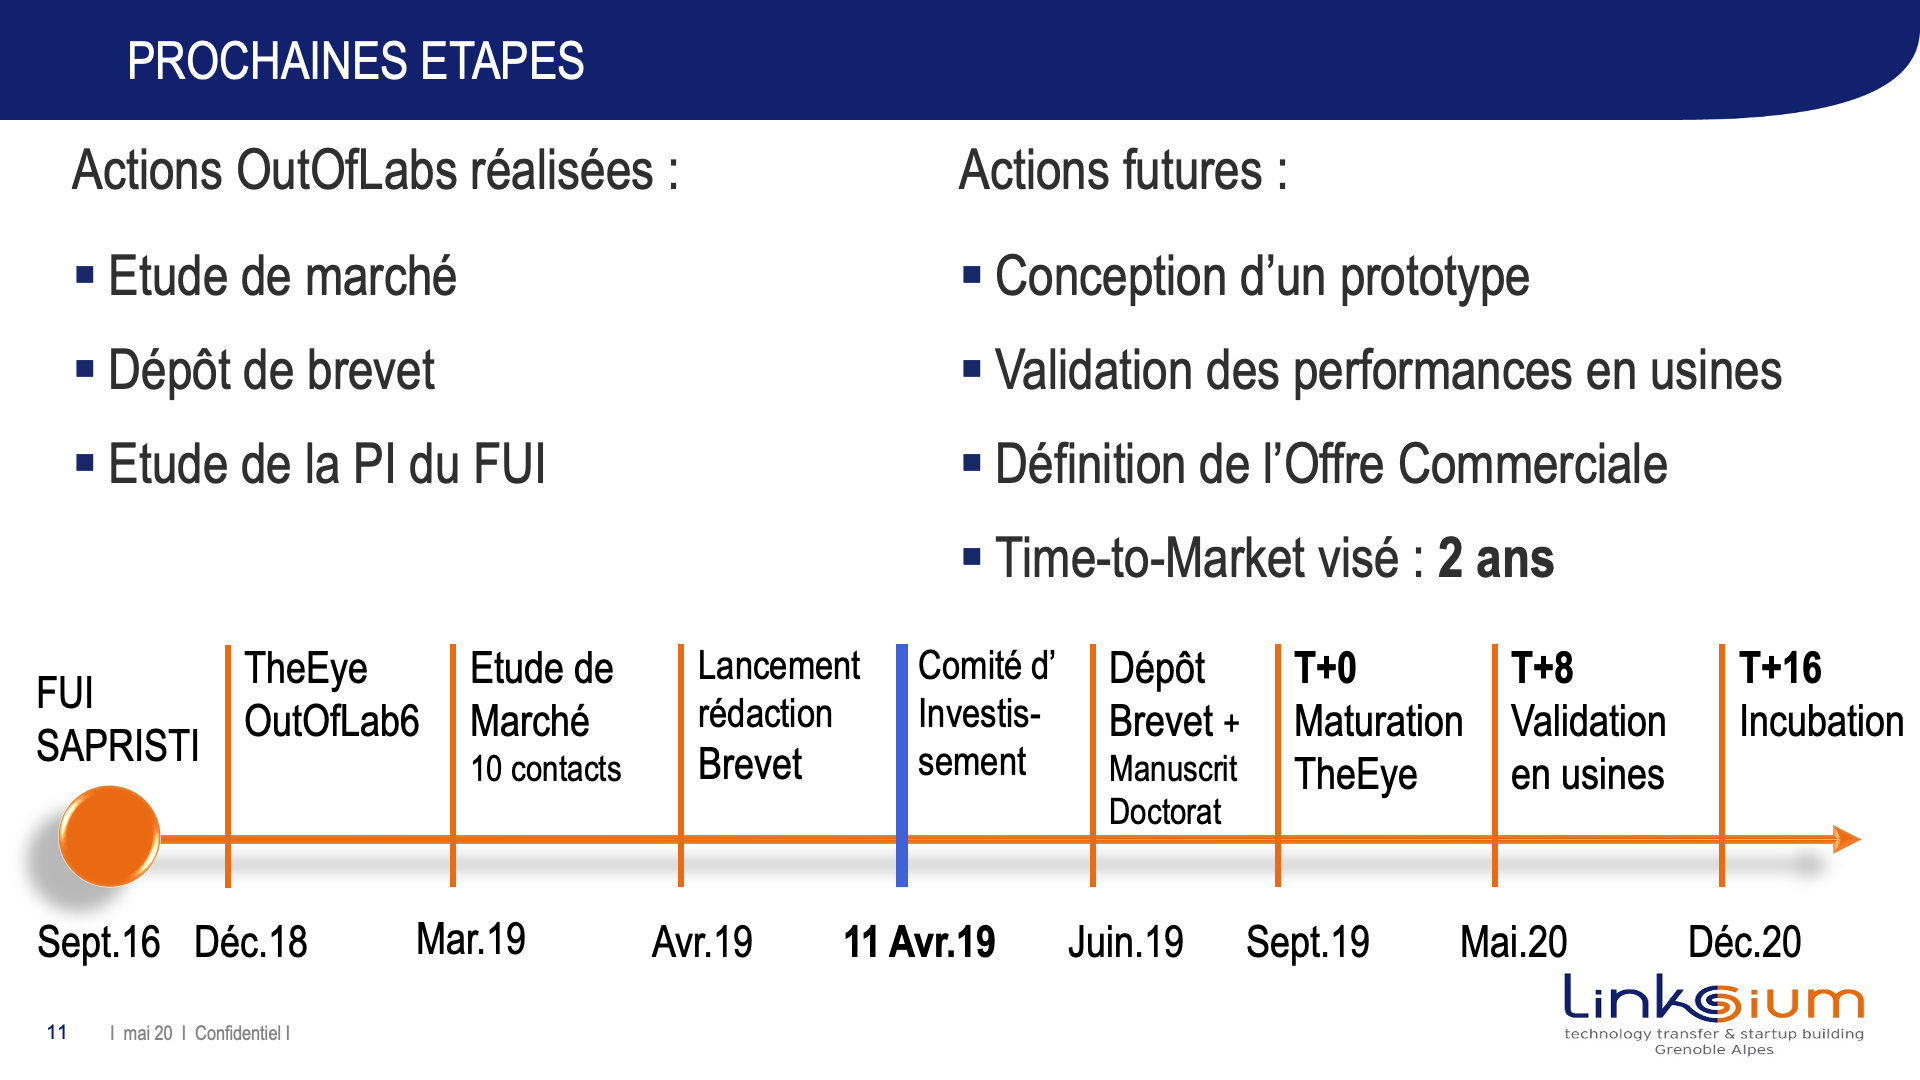 PROCHAINES ETAPES
Actions OutOfLabs réalisées :
▪ Etude de marché
▪ Dépôt de brevet
▪ Etude de la PI du FUI
Actions futures :
▪ Conception d’un prototype
▪ Validation des performances en usines
▪ Définition de l’Offre Commerciale
▪ Time-to-Market visé : 2 ans
FUI
SAPRISTI
TheEye
OutOfLab6
Etude de
Marché
10 contacts
Lancement
rédaction
Brevet
Comité d’
Investis-
sement
Dépôt
Brevet +
Manuscrit
Doctorat
T+0
Maturation
TheEye
T+8
Validation
en usines
T+16
Incubation
Sept.16
Déc.18
Mar.19
Avr.19
11 Avr.19
Juin.19
Sept.19
Mai.20
Déc.20
11 I mai 20 I Confidentiel I
Linksium
technology transfer & startup building
Grenoble Alpes